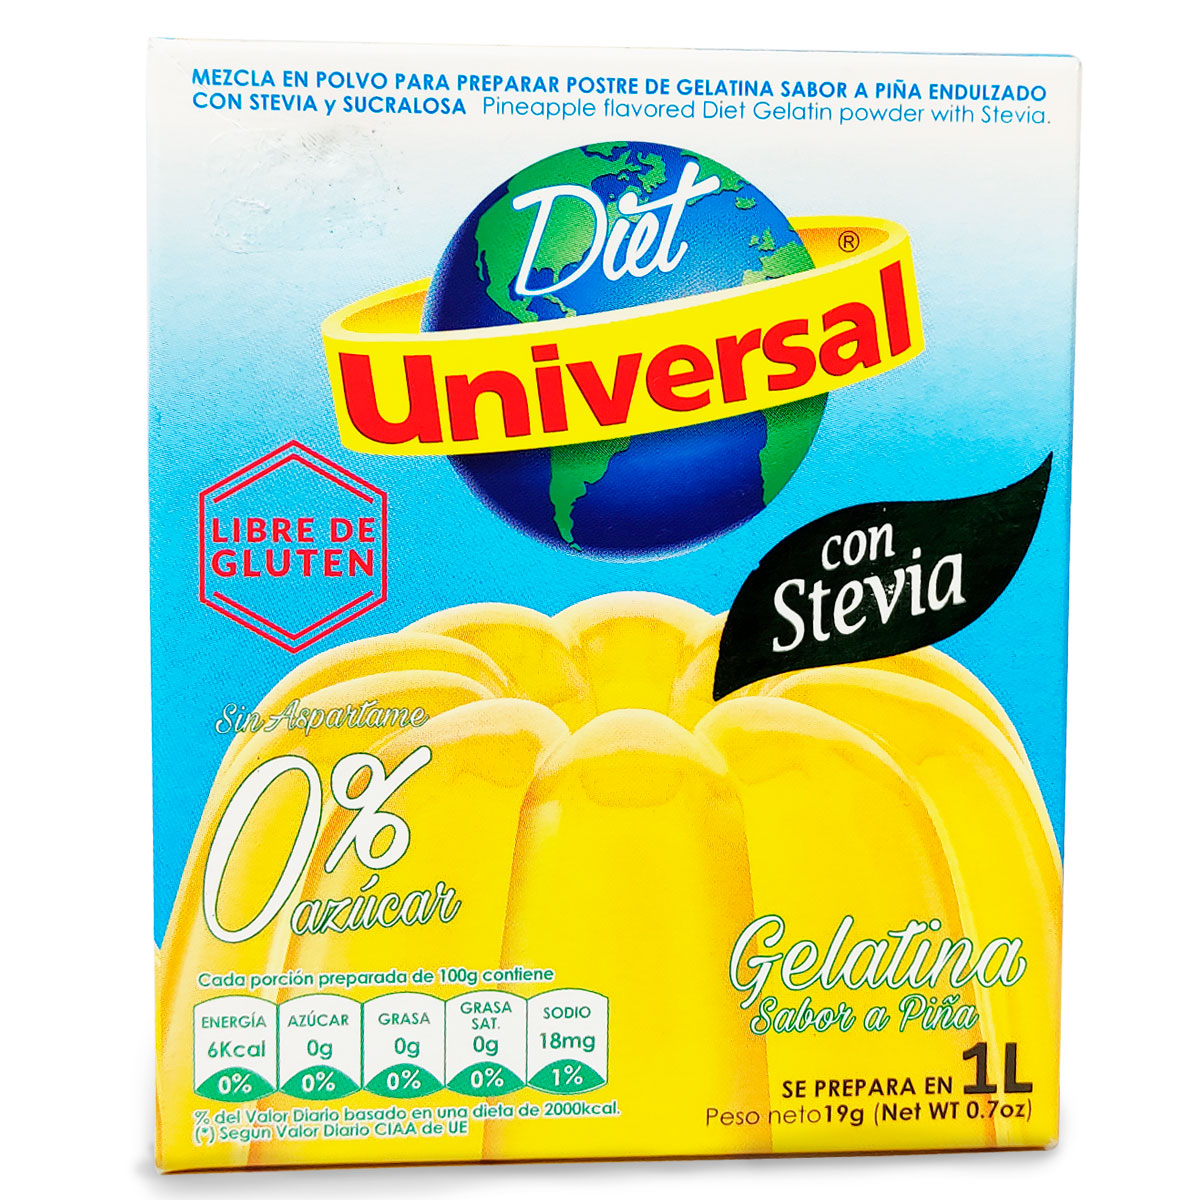 MEZCLA EN POLVO PARA PREPARAR POSTRE DE GELATINA SABOR A PIÑA ENDULZADO
CON STEVIA y SUCRALOSA Pineapple flavored Diet Gelatin powder with Stevia.
Diet
®
Universal
LIBRE DE
GLUTEN
con
Stevia
Sin Aspartame
0%
azúcar
Gelatina
Sabor a Piña
Cada porción preparada de 100g contiene
ENERGÍA AZÚCAR GRASA GRASA SAT. SODIO
6Kcal 0g 0g 0g 18mg
0% 0% 0% 0% 1%
% del Valor Diario basado en una dieta de 2000kcal.
(*) Segun Valor Diario CIAA de UE
SE PREPARA EN 1L
Peso neto19g (Net WT 0.7oz)